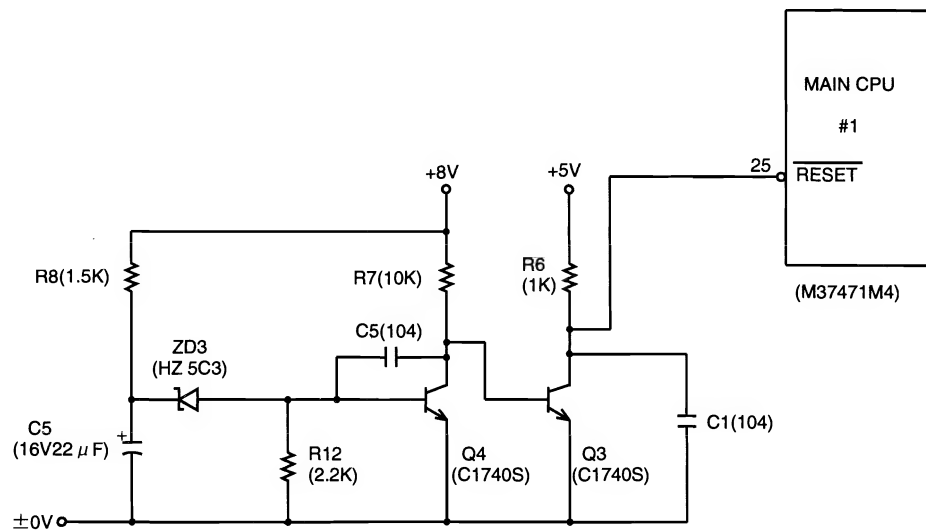 MAIN CPU
#1
25
RESET
(M37471M4)
+8V
+5V
R8(1.5K)
R7(10K)
R6
(1K)
C5(104)
ZD3
(HZ 5C3)
C5
+
(16V22 μF)
R12
(2.2K)
Q4
(C1740S)
Q3
(C1740S)
C1(104)
±0V